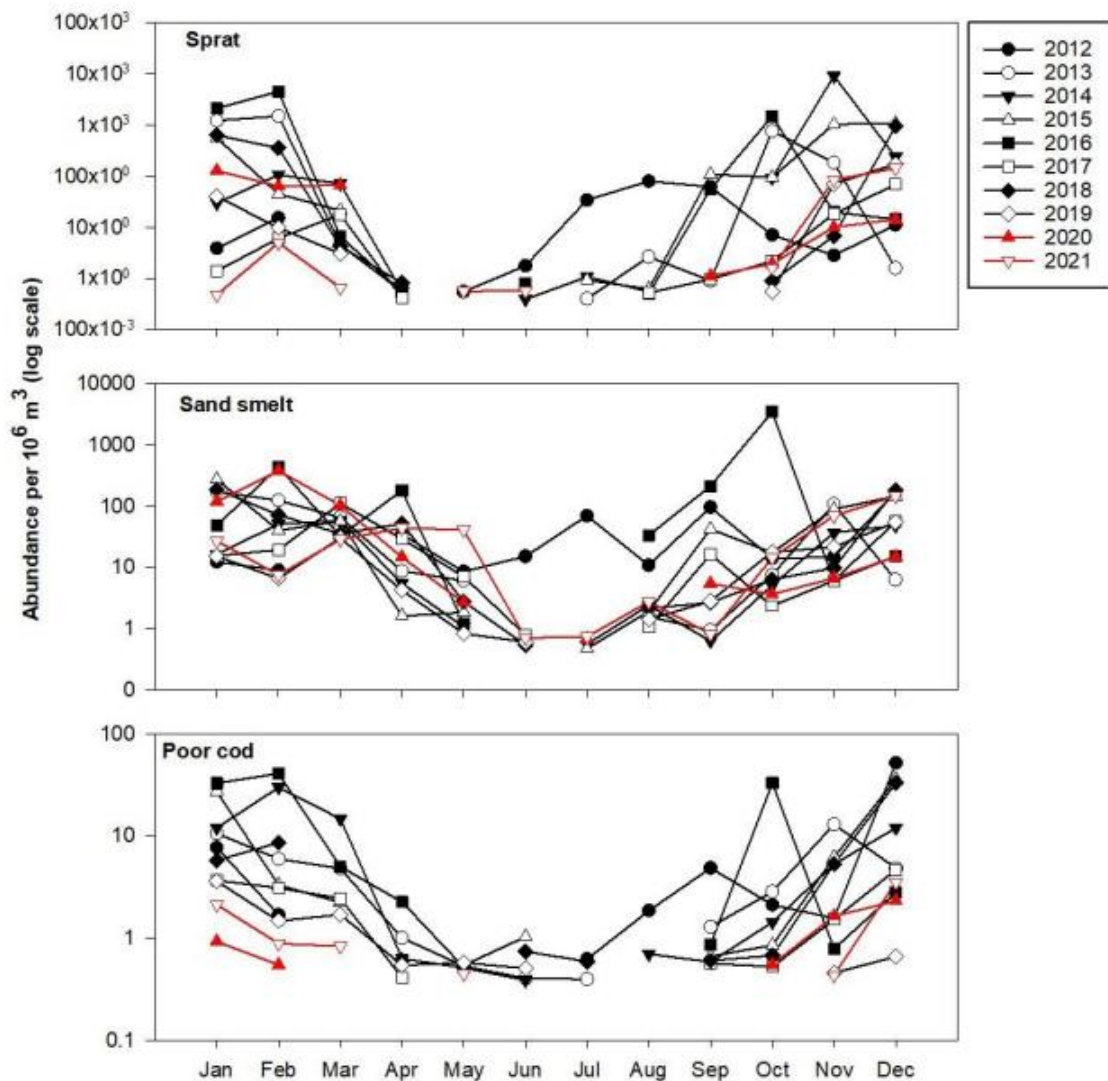 100x10³
Sprat
10x10³
1x10³
100x10⁰
10x10⁰
1x10⁰
100x10⁻³
2012
2013
2014
2015
2016
2017
2018
2019
2020
2021
Abundance per 10⁶ m³ (log scale)
10000
Sand smelt
1000
100
10
1
0
100
Poor cod
10
1
0.1
Jan Feb Mar Apr May Jun Jul Aug Sep Oct Nov Dec